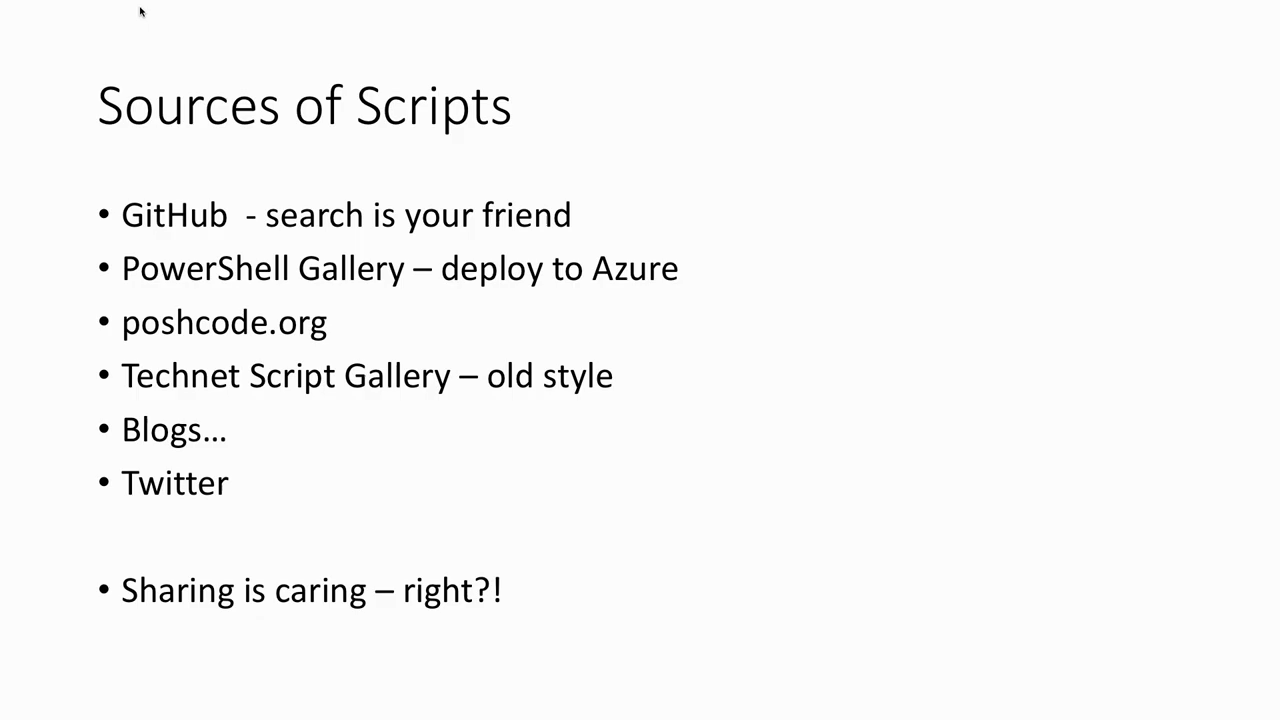 Sources of Scripts
• GitHub  - search is your friend
• PowerShell Gallery – deploy to Azure
• poshcode.org
• Technet Script Gallery – old style
• Blogs...
• Twitter
• Sharing is caring – right?!